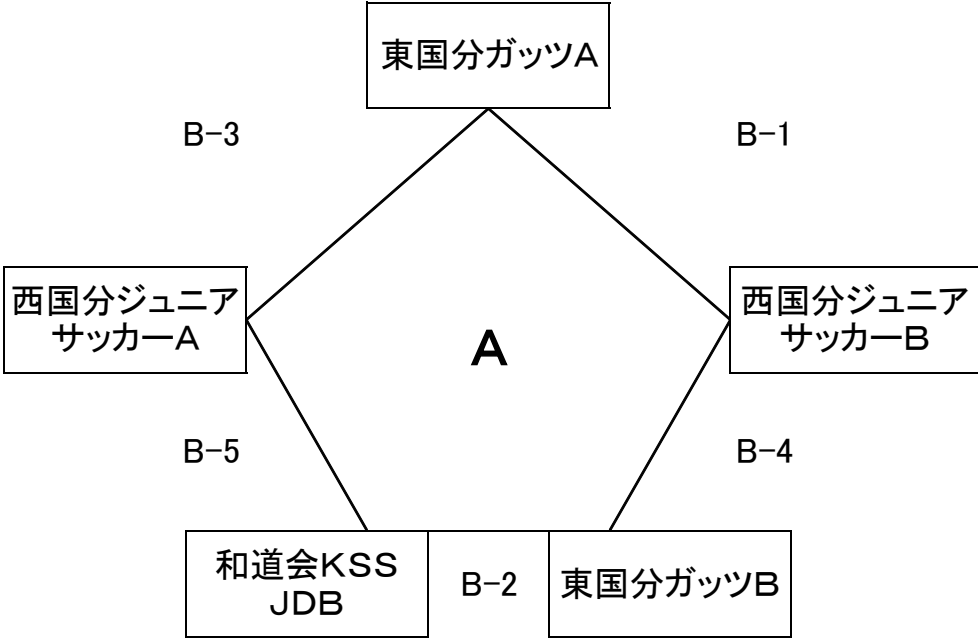 東国分ガッツA
B-3
B-1
西国分ジュニア
サッカーA
A
西国分ジュニア
サッカーB
B-5
B-4
和道会KSS
JDB
B-2
東国分ガッツB